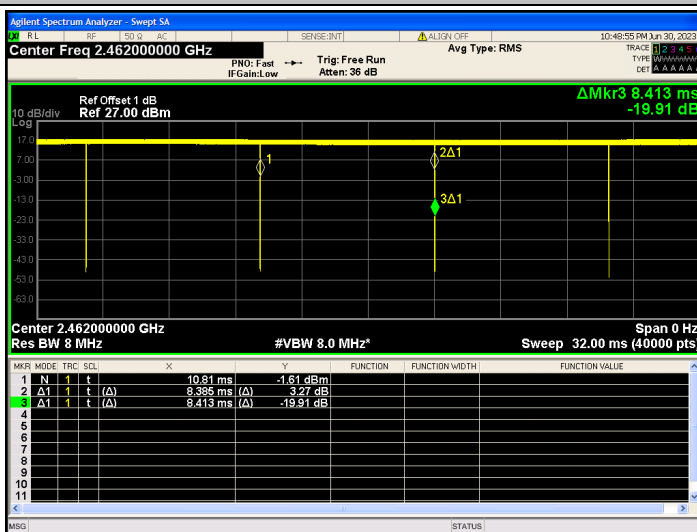 Agilent Spectrum Analyzer - Swept SA
RL RF 50 Ω AC SENSE:INT ALIGN OFF 10:48:55 PM Jun 30, 2023
Center Freq 2.462000000 GHz
PNO: Fast
IFGain:Low
Trig: Free Run
Atten: 36 dB
Avg Type: RMS
TRACE 1 2 3 4 5
TYPE
DET A A A A A
ΔMkr3 8.413 ms
-19.91 dB
Ref Offset 1 dB
10 dB/div Ref 27.00 dBm
Log
17.0
7.00
-3.00
-13.0
-23.0
-33.0
-43.0
-53.0
-63.0
1
2Δ1
3Δ1
Center 2.462000000 GHz Span 0 Hz
Res BW 8 MHz #VBW 8.0 MHz* Sweep 32.00 ms (40000 pts)
MKR MODE TRC SCL X Y FUNCTION FUNCTION WIDTH FUNCTION VALUE
1 N 1 t 10.81 ms -1.61 dBm
2 Δ1 1 t (Δ) 8.385 ms (Δ) 3.27 dB
3 Δ1 1 t (Δ) 8.413 ms (Δ) -19.91 dB
4
5
6
7
8
9
10
11
MSG STATUS